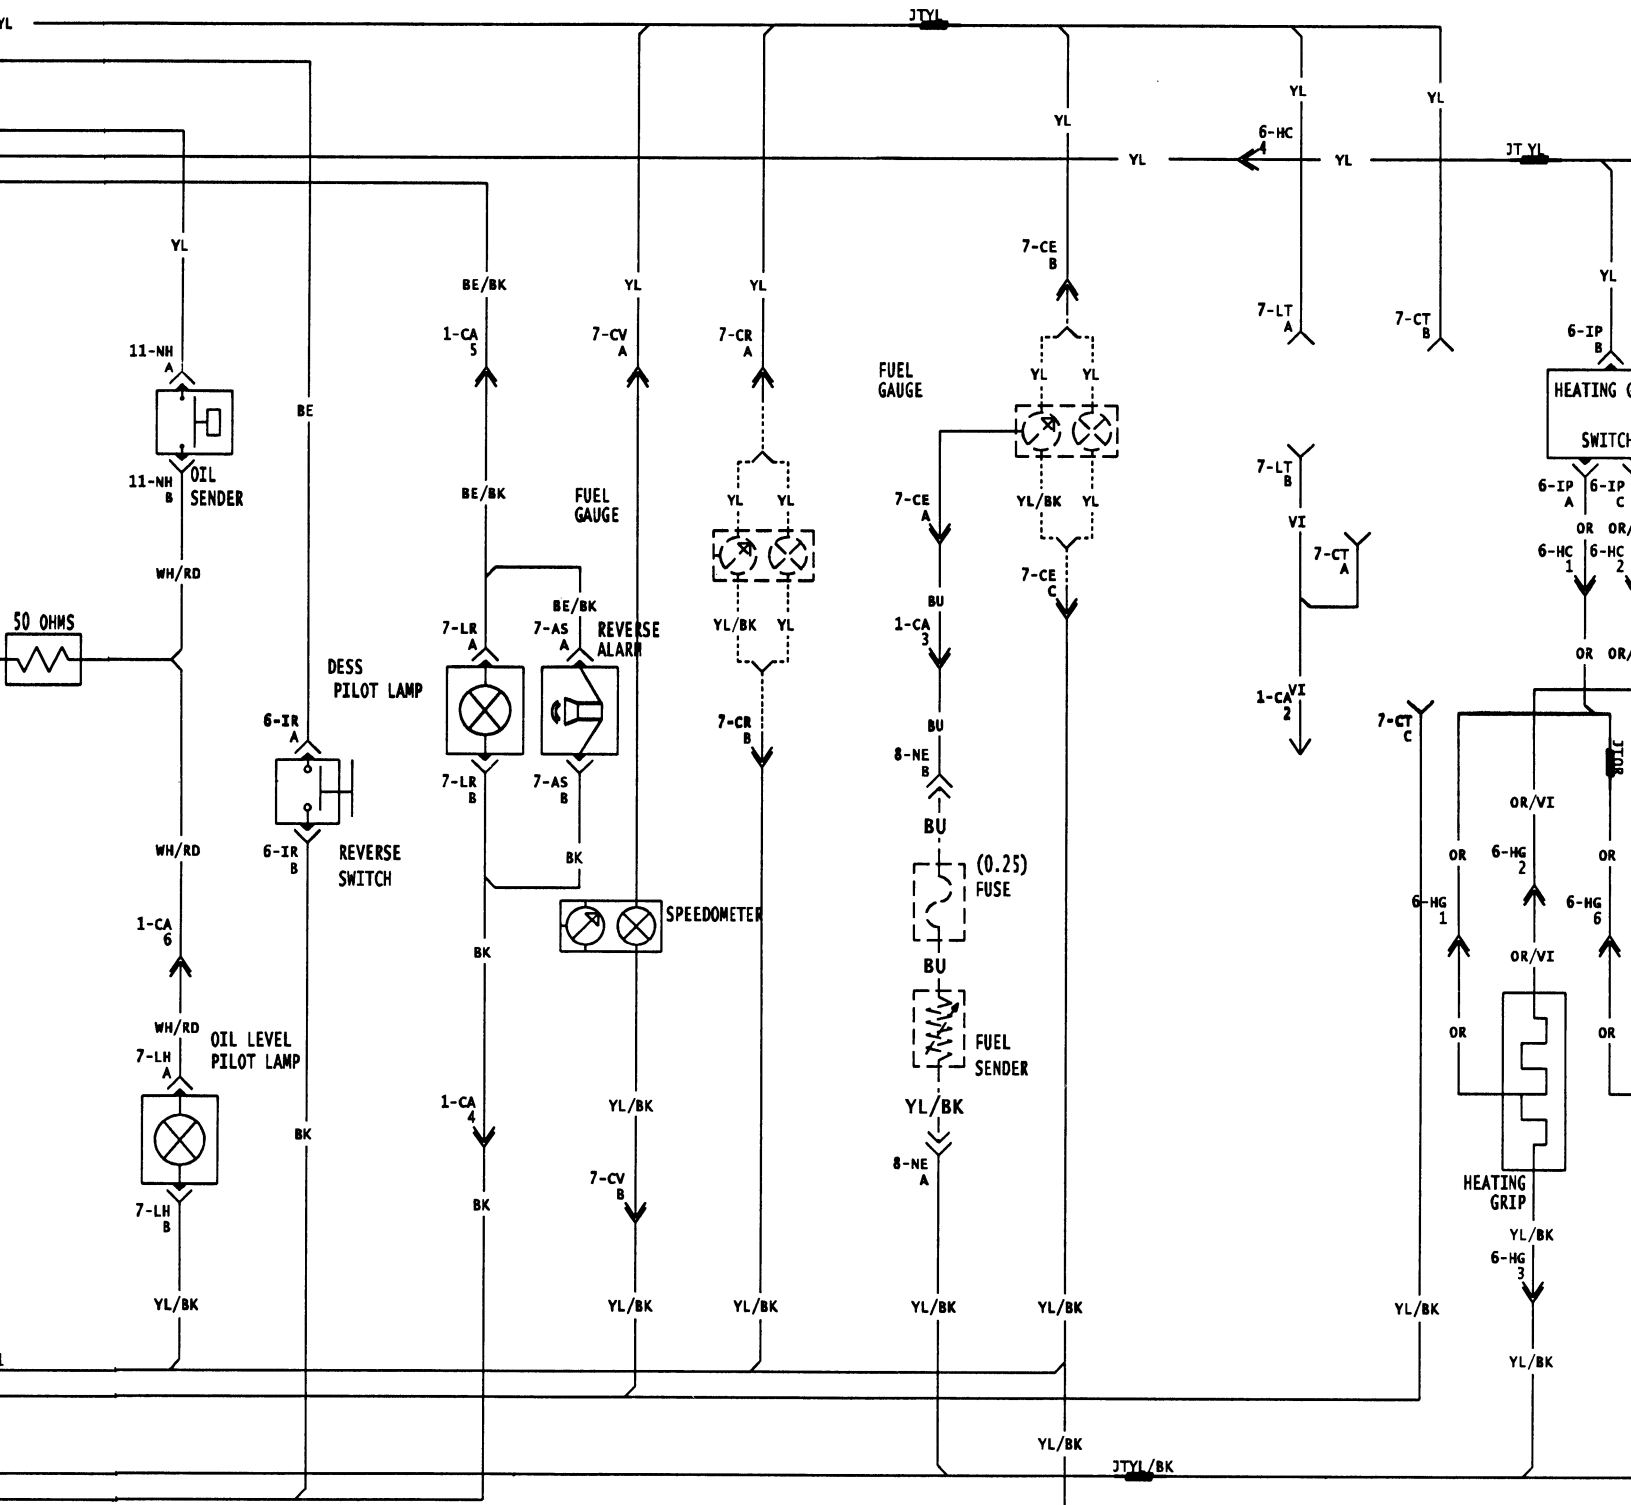 YL
JTYL
YL
YL
YL
6-HC
4
YL
YL
JT YL
YL
7-CE
B
YL
BE/BK
YL
YL
7-LT
A
7-CT
B
6-IP
B
1-CA
5
7-CV
A
7-CR
A
11-NH
A
FUEL
GAUGE
YL
YL
HEATING G
SWITCH
BE
11-NH
B
OIL
SENDER
BE/BK
FUEL
GAUGE
YL
YL
7-CE
A
YL/BK
YL
7-LT
B
6-IP
A
6-IP
C
VI
OR
OR/
7-CT
A
6-HC
1
6-HC
2
WH/RD
7-CE
C
BE/BK
BU
50 OHMS
7-LR
A
7-AS
A
REVERSE
ALARM
YL/BK
YL
1-CA
3
OR
OR/
DESS
PILOT LAMP
1-CA
2
VI
6-IR
A
7-CR
B
BU
7-CT
C
JTOR
8-NE
B
7-LR
B
7-AS
B
OR/VI
BU
WH/RD
6-IR
B
REVERSE
SWITCH
BK
(0.25)
FUSE
OR
6-HG
2
OR
6-HG
1
6-HG
6
1-CA
6
SPEEDOMETER
BK
BU
OR/VI
WH/RD
OIL LEVEL
PILOT LAMP
7-LH
A
FUEL
SENDER
OR
OR
1-CA
4
YL/BK
YL/BK
BK
8-NE
A
7-CV
B
HEATING
GRIP
7-LH
B
BK
YL/BK
6-HG
3
YL/BK
YL/BK
YL/BK
YL/BK
YL/BK
YL/BK
YL/BK
YL/BK
JTYL/BK